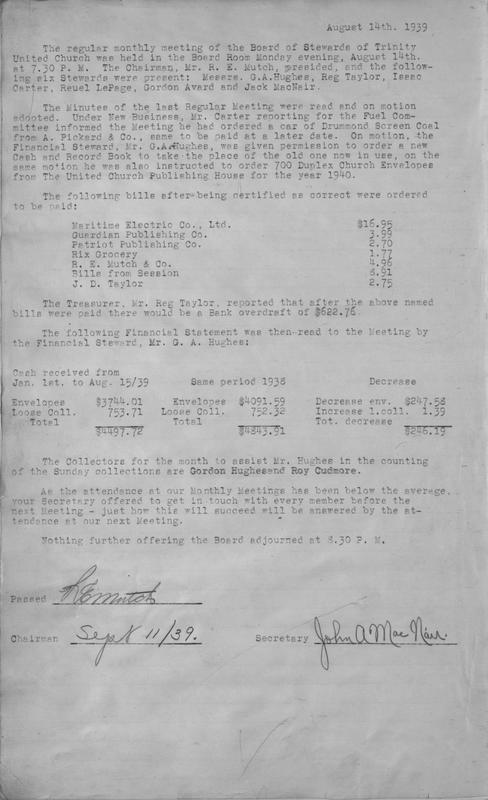 August 14th. 1939
The regular monthly meeting of the Board of Stewards of Trinity
United Church was held in the Board Room Monday evening, August 14th.
at 7.30 P. M. The Chairman, Mr. R. E. Mutch, presided, and the follow-
ing six Stewards were present: Messrs. G.A.Hughes, Reg Taylor, Isaac
Carter, Reuel LePage, Gordon Avard and Jack MacNair.
The Minutes of the last Regular Meeting were read and on motion
adopted. Under New Business, Mr. Carter reporting for the Fuel Com-
mittee informed the Meeting he had ordered a car of Drummond Screen Coal
from A. Pickard & Co., same to be paid at a later date. On motion, the
Financial Steward, Mr. G.A.Hughes, was given permission to order a new
Cash and Record Book to take the place of the old one now in use, on the
same motion he was also instructed to order 700 Duplex Church Envelopes
from The United Church Publishing House for the year 1940.
The following bills after being certified as correct were ordered
to be paid:
Maritime Electric Co., Ltd. $16.95
Guardian Publishing Co. 3.99
Patriot Publishing Co. 2.70
Rix Grocery 1.77
R. E. Mutch & Co. 4.96
Bills from Session 8.91
J. D. Taylor 2.75
The Treasurer, Mr. Reg Taylor, reported that after the above named
bills were paid there would be a Bank overdraft of $622.76.
The following Financial Statement was then read to the Meeting by
the Financial Steward, Mr. G. A. Hughes:
Cash received from
Jan. 1st. to Aug. 15/39 Same period 1938 Decrease
Envelopes $3744.01 Envelopes $4091.59 Decrease env. $247.58
Loose Coll. 753.71 Loose Coll. 752.32 Increase l.coll. 1.39
Total $4497.72 Total $4843.91 Tot. decrease $246.19
The Collectors for the month to assist Mr. Hughes in the counting
of the Sunday collections are Gordon Hughesand Roy Cudmore.
As the attendance at our Monthly Meetings has been below the average,
your Secretary offered to get in touch with every member before the
next Meeting - just how this will succeed will be answered by the at-
tendance at our next Meeting.
Nothing further offering the Board adjourned at 8.30 P. M.
Passed R E Mutch
Chairman Sept 11/39. Secretary John A Mac Nair.